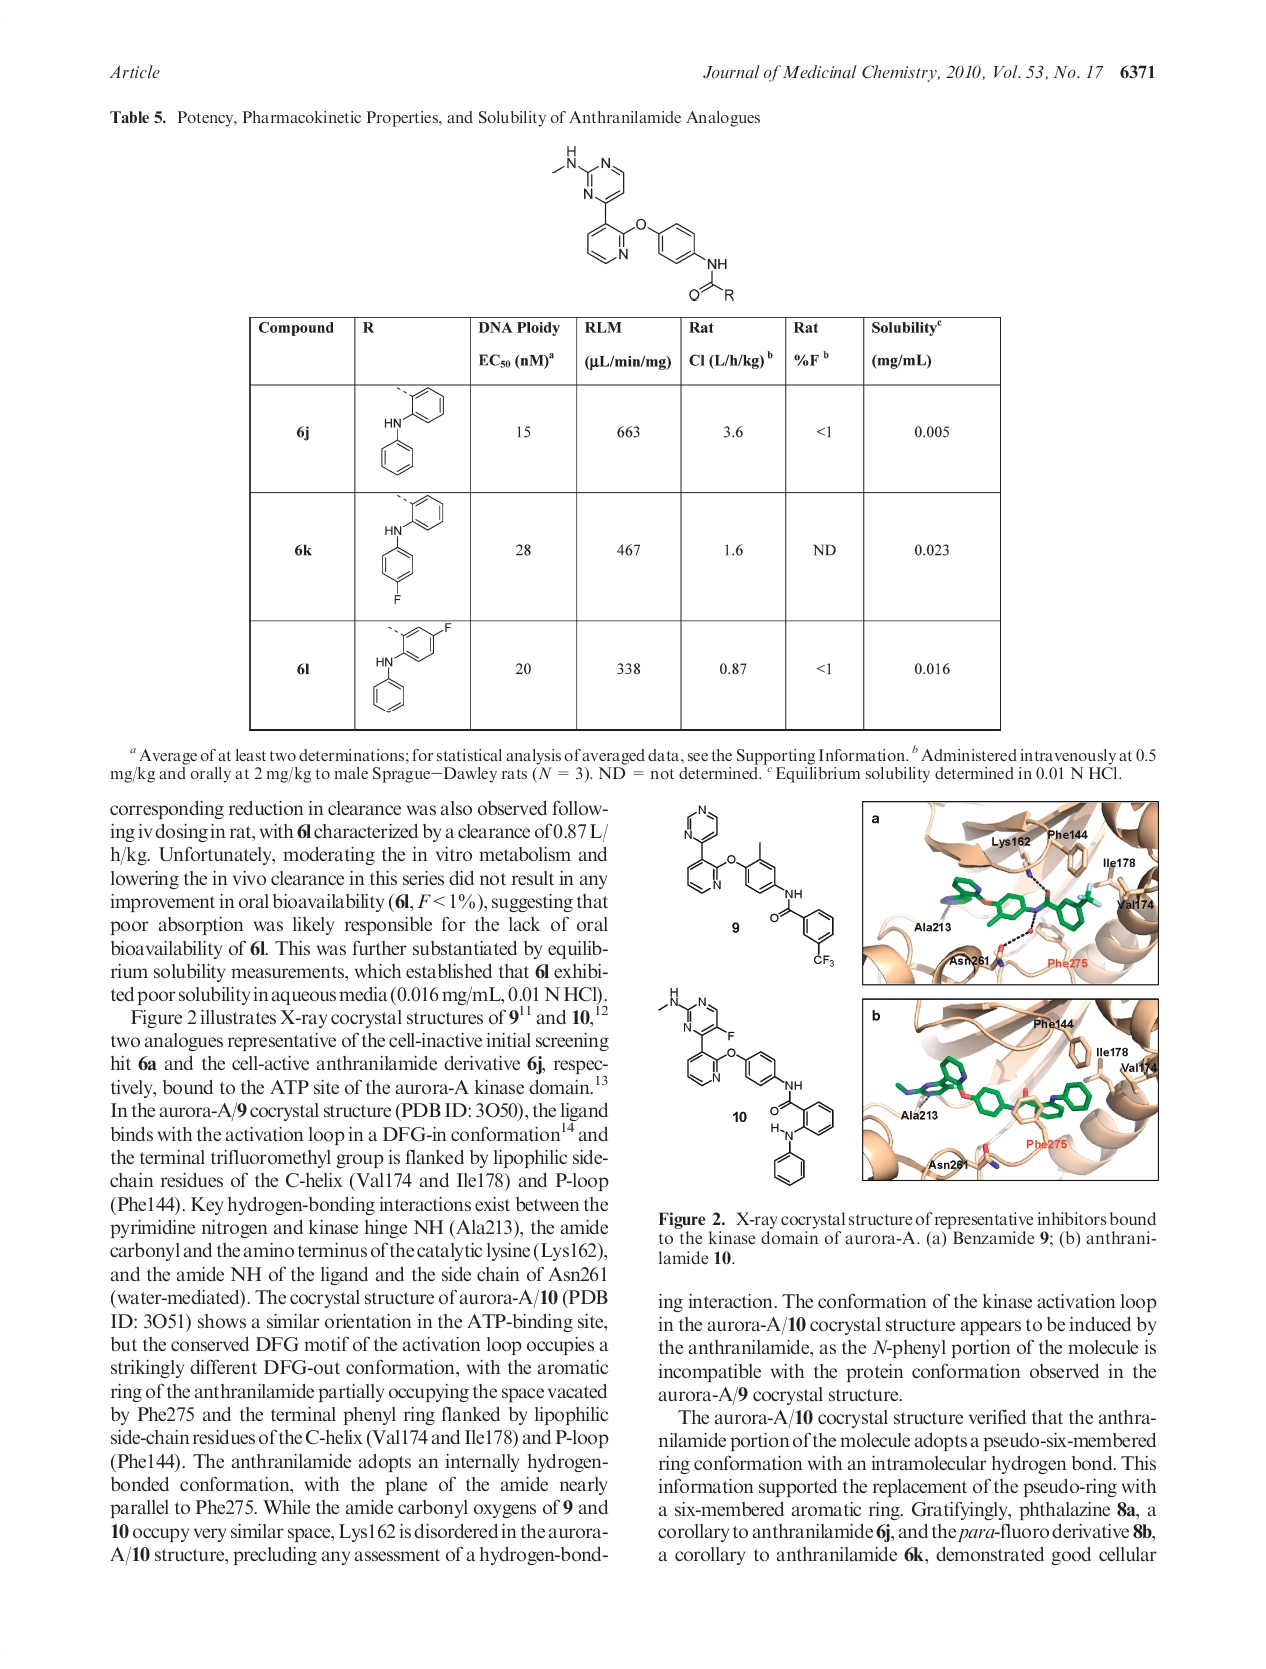 Article
Journal of Medicinal Chemistry, 2010, Vol. 53, No. 17 6371
Table 5. Potency, Pharmacokinetic Properties, and Solubility of Anthranilamide Analogues
H
N
N
N
O
N
NH
O
R
Compound R DNA Ploidy EC50 (nM)a RLM (μL/min/mg) Rat Cl (L/h/kg) b Rat %F b Solubilityc (mg/mL)
HN
6j 15 663 3.6 <1 0.005
HN
6k 28 467 1.6 ND 0.023
F
F
HN
6l 20 338 0.87 <1 0.016
a Average of at least two determinations; for statistical analysis of averaged data, see the Supporting Information. b Administered intravenously at 0.5
mg/kg and orally at 2 mg/kg to male Sprague−Dawley rats (N = 3). ND = not determined. c Equilibrium solubility determined in 0.01 N HCl.
corresponding reduction in clearance was also observed follow-
ing iv dosing in rat, with 6l characterized by a clearance of 0.87 L/
h/kg. Unfortunately, moderating the in vitro metabolism and
lowering the in vivo clearance in this series did not result in any
improvement in oral bioavailability (6l, F < 1%), suggesting that
poor absorption was likely responsible for the lack of oral
bioavailability of 6l. This was further substantiated by equilib-
rium solubility measurements, which established that 6l exhibi-
ted poor solubility in aqueous media (0.016 mg/mL, 0.01 N HCl).
Figure 2 illustrates X-ray cocrystal structures of 911 and 10,12
two analogues representative of the cell-inactive initial screening
hit 6a and the cell-active anthranilamide derivative 6j, respec-
tively, bound to the ATP site of the aurora-A kinase domain.13
In the aurora-A/9 cocrystal structure (PDB ID: 3O50), the ligand
binds with the activation loop in a DFG-in conformation14 and
the terminal trifluoromethyl group is flanked by lipophilic side-
chain residues of the C-helix (Val174 and Ile178) and P-loop
(Phe144). Key hydrogen-bonding interactions exist between the
pyrimidine nitrogen and kinase hinge NH (Ala213), the amide
carbonyl and the amino terminus of the catalytic lysine (Lys162),
and the amide NH of the ligand and the side chain of Asn261
(water-mediated). The cocrystal structure of aurora-A/10 (PDB
ID: 3O51) shows a similar orientation in the ATP-binding site,
but the conserved DFG motif of the activation loop occupies a
strikingly different DFG-out conformation, with the aromatic
ring of the anthranilamide partially occupying the space vacated
by Phe275 and the terminal phenyl ring flanked by lipophilic
side-chain residues of the C-helix (Val174 and Ile178) and P-loop
(Phe144). The anthranilamide adopts an internally hydrogen-
bonded conformation, with the plane of the amide nearly
parallel to Phe275. While the amide carbonyl oxygens of 9 and
10 occupy very similar space, Lys162 is disordered in the aurora-
A/10 structure, precluding any assessment of a hydrogen-bond-
N
N
O
N
NH
O
9
CF3
H
N
N
N
F
O
N
NH
O
10
H
N
a
Lys162
Phe144
Ile178
Val174
Ala213
Asn261
Phe275
b
Phe144
Ile178
Val174
Ala213
Phe275
Asn261
Figure 2. X-ray cocrystal structure of representative inhibitors bound
to the kinase domain of aurora-A. (a) Benzamide 9; (b) anthrani-
lamide 10.
ing interaction. The conformation of the kinase activation loop
in the aurora-A/10 cocrystal structure appears to be induced by
the anthranilamide, as the N-phenyl portion of the molecule is
incompatible with the protein conformation observed in the
aurora-A/9 cocrystal structure.
The aurora-A/10 cocrystal structure verified that the anthra-
nilamide portion of the molecule adopts a pseudo-six-membered
ring conformation with an intramolecular hydrogen bond. This
information supported the replacement of the pseudo-ring with
a six-membered aromatic ring. Gratifyingly, phthalazine 8a, a
corollary to anthranilamide 6j, and the para-fluoro derivative 8b,
a corollary to anthranilamide 6k, demonstrated good cellular